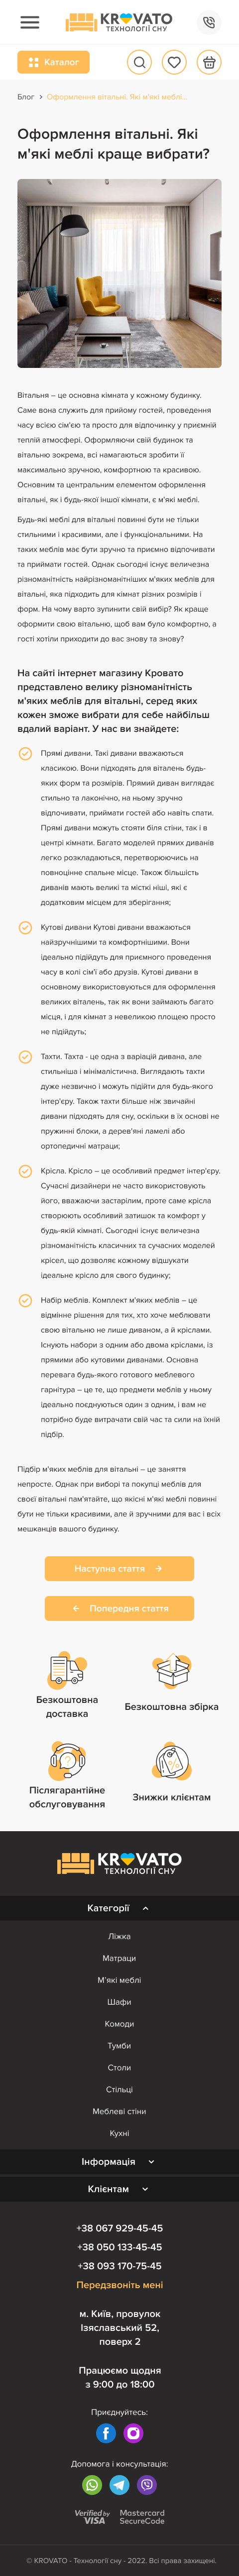 KROVATO
ТЕХНОЛОГІЇ СНУ
Каталог
Блог > Оформлення вітальні. Які м'які меблі...
Оформлення вітальні. Які
м'які меблі краще вибрати?
Вітальня – це основна кімната у кожному будинку.
Саме вона служить для прийому гостей, проведення
часу всією сім'єю та просто для відпочинку у приємній
теплій атмосфері. Оформляючи свій будинок та
вітальню зокрема, всі намагаються зробити її
максимально зручною, комфортною та красивою.
Основним та центральним елементом оформлення
вітальні, як і будь-якої іншої кімнати, є м'які меблі.
Будь-які меблі для вітальні повинні бути не тільки
стильними і красивими, але і функціональними. На
таких меблів має бути зручно та приємно відпочивати
та приймати гостей. Однак сьогодні існує величезна
різноманітність найрізноманітніших м'яких меблів для
вітальні, яка підходить для кімнат різних розмірів і
форм. На чому варто зупинити свій вибір? Як краще
оформити свою вітальню, щоб вам було комфортно, а
гості хотіли приходити до вас знову та знову?
На сайті інтернет магазину Кровато
представлено велику різноманітність
м'яких меблів для вітальні, серед яких
кожен зможе вибрати для себе найбільш
вдалий варіант. У нас ви знайдете:
Прямі дивани. Такі дивани вважаються
класикою. Вони підходять для віталень будь-
яких форм та розмірів. Прямий диван виглядає
стильно та лаконічно, на ньому зручно
відпочивати, приймати гостей або навіть спати.
Прямі дивани можуть стояти біля стіни, так і в
центрі кімнати. Багато моделей прямих диванів
легко розкладаються, перетворюючись на
повноцінне спальне місце. Також більшість
диванів мають великі та місткі ніші, які є
додатковим місцем для зберігання;
Кутові дивани Кутові дивани вважаються
найзручнішими та комфортнішими. Вони
ідеально підійдуть для приємного проведення
часу в колі сім'ї або друзів. Кутові дивани в
основному використовуються для оформлення
великих віталень, так як вони займають багато
місця, і для кімнат з невеликою площею просто
не підійдуть;
Тахти. Тахта - це одна з варіацій дивана, але
стильніша і мінімалістична. Виглядають тахти
дуже незвично і можуть підійти для будь-якого
інтер'єру. Також тахти більше ніж звичайні
дивани підходять для сну, оскільки в їх основі не
пружинні блоки, а дерев'яні ламелі або
ортопедичні матраци;
Крісла. Крісло – це особливий предмет інтер'єру.
Сучасні дизайнери не часто використовують
його, вважаючи застарілим, проте саме крісла
створюють особливий затишок та комфорт у
будь-якій кімнаті. Сьогодні існує величезна
різноманітність класичних та сучасних моделей
крісел, що дозволяє кожному відшукати
ідеальне крісло для свого будинку;
Набір меблів. Комплект м'яких меблів – це
відмінне рішення для тих, хто хоче меблювати
свою вітальню не лише диваном, а й кріслами.
Існують набори з одним або двома кріслами, із
прямими або кутовими диванами. Основна
перевага будь-якого готового меблевого
гарнітура – це те, що предмети меблів у ньому
ідеально поєднуються один з одним, і вам не
потрібно буде витрачати свій час та сили на їхній
підбір.
Підбір м'яких меблів для вітальні – це заняття
непросте. Однак при виборі та покупці меблів для
своєї вітальні пам'ятайте, що якісні м'які меблі повинні
бути не тільки красивими, але й зручними для вас і всіх
мешканців вашого будинку.
Наступна стаття →
← Попередня стаття
Безкоштовна
доставка
Безкоштовна збірка
Післягарантійне
обслуговування
Знижки клієнтам
KROVATO
ТЕХНОЛОГІЇ СНУ
Категорії
Ліжка
Матраци
М'які меблі
Шафи
Комоди
Тумби
Столи
Стільці
Меблеві стіни
Кухні
Інформація
Клієнтам
+38 067 929-45-45
+38 050 133-45-45
+38 093 170-75-45
Передзвоніть мені
м. Київ, провулок
Ізяславський 52,
поверх 2
Працюємо щодня
з 9:00 до 18:00
Приєднуйтесь:
Допомога і консультація:
Verified by VISA
Mastercard SecureCode
© KROVATO - Технології сну - 2022. Всі права захищені.